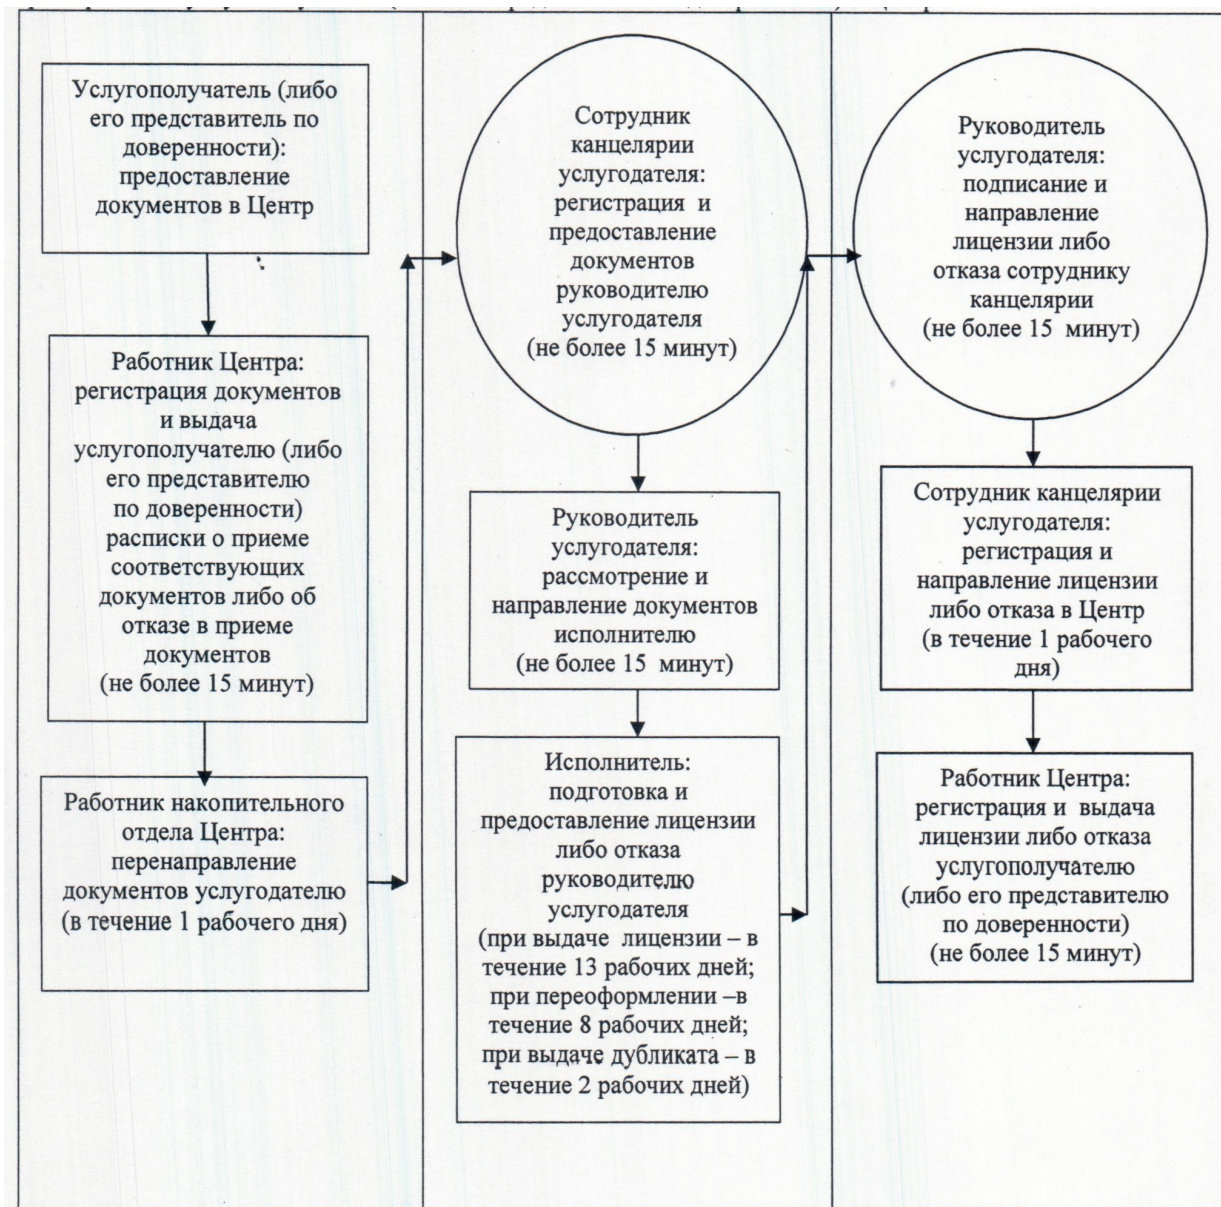 Услугополучатель (либо
его представитель по
доверенности):
предоставление
документов в Центр
Работник Центра:
регистрация документов
и выдача
услугополучателю (либо
его представителю
по доверенности)
расписки о приеме
соответствующих
документов либо об
отказе в приеме
документов
(не более 15 минут)
Работник накопительного
отдела Центра:
перенаправление
документов услугодателю
(в течение 1 рабочего дня)
Сотрудник
канцелярии
услугодателя:
регистрация и
предоставление
документов
руководителю
услугодателя
(не более 15 минут)
Руководитель
услугодателя:
рассмотрение и
направление документов
исполнителю
(не более 15 минут)
Исполнитель:
подготовка и
предоставление лицензии
либо отказа
руководителю
услугодателя
(при выдаче лицензии – в
течение 13 рабочих дней;
при переоформлении –в
течение 8 рабочих дней;
при выдаче дубликата – в
течение 2 рабочих дней)
Руководитель
услугодателя:
подписание и
направление
лицензии либо
отказа сотруднику
канцелярии
(не более 15 минут)
Сотрудник канцелярии
услугодателя:
регистрация и
направление лицензии
либо отказа в Центр
(в течение 1 рабочего
дня)
Работник Центра:
регистрация и выдача
лицензии либо отказа
услугополучателю
(либо его представителю
по доверенности)
(не более 15 минут)